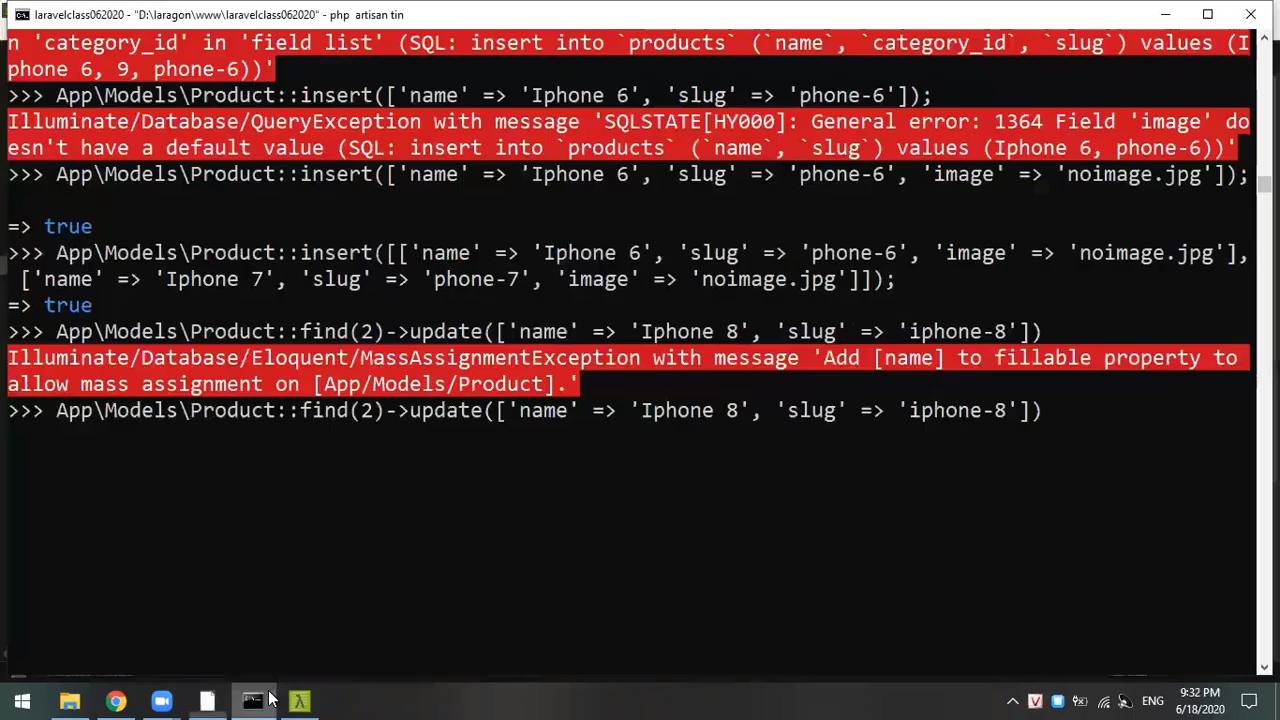 laravelclass062020 - "D:\laragon\www\laravelclass062020" - php  artisan tin
n 'category_id' in 'field list' (SQL: insert into `products` (`name`, `category_id`, `slug`) values (I
phone 6, 9, phone-6))'
>>> App\Models\Product::insert(['name' => 'Iphone 6', 'slug' => 'phone-6']);
Illuminate/Database/QueryException with message 'SQLSTATE[HY000]: General error: 1364 Field 'image' do
esn't have a default value (SQL: insert into `products` (`name`, `slug`) values (Iphone 6, phone-6))'
>>> App\Models\Product::insert(['name' => 'Iphone 6', 'slug' => 'phone-6', 'image' => 'noimage.jpg']);
=> true
>>> App\Models\Product::insert([['name' => 'Iphone 6', 'slug' => 'phone-6', 'image' => 'noimage.jpg'],
['name' => 'Iphone 7', 'slug' => 'phone-7', 'image' => 'noimage.jpg']]);
=> true
>>> App\Models\Product::find(2)->update(['name' => 'Iphone 8', 'slug' => 'iphone-8'])
Illuminate/Database/Eloquent/MassAssignmentException with message 'Add [name] to fillable property to
allow mass assignment on [App/Models/Product].'
>>> App\Models\Product::find(2)->update(['name' => 'Iphone 8', 'slug' => 'iphone-8'])
ENG
9:32 PM
6/18/2020